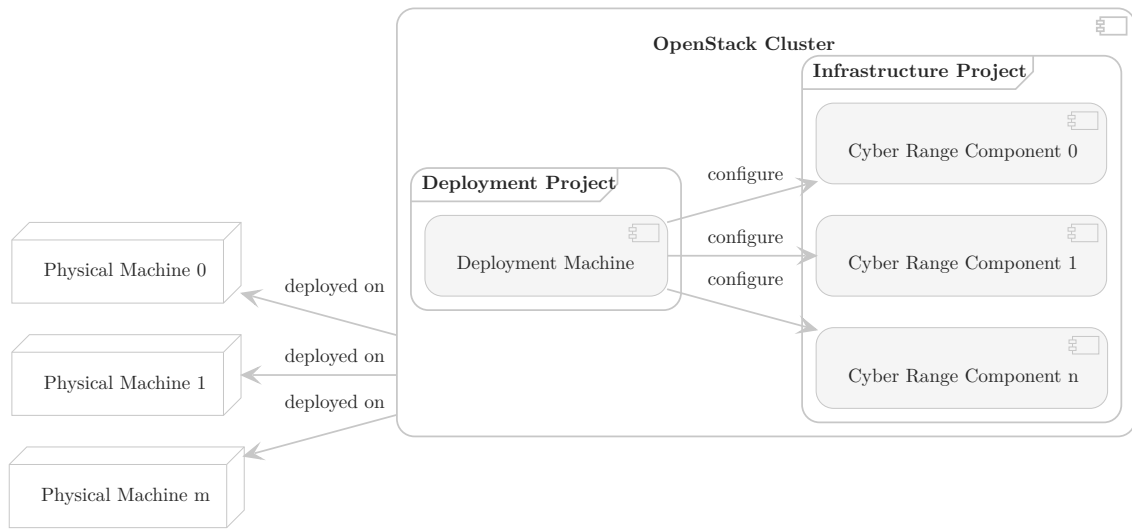 OpenStack Cluster
Infrastructure Project
Cyber Range Component 0
configure
Deployment Project
Deployment Machine
configure
Cyber Range Component 1
configure
Physical Machine 0
deployed on
deployed on
Physical Machine 1
Cyber Range Component n
deployed on
Physical Machine m